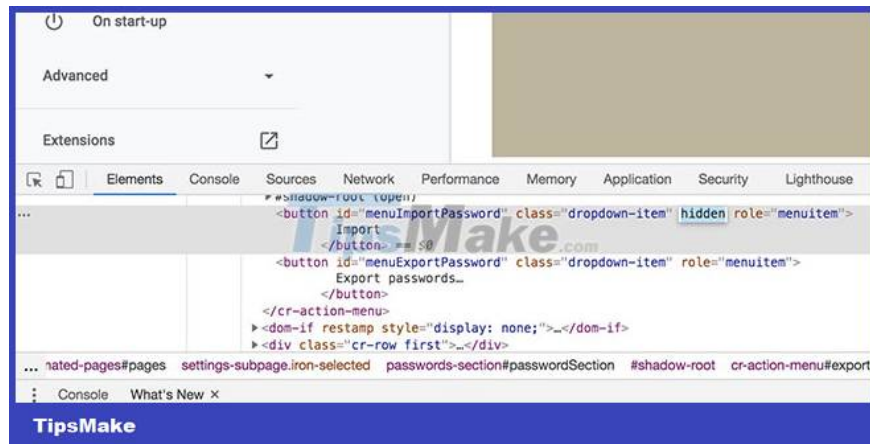 On start-up
Advanced
Extensions
Elements Console Sources Network Performance Memory Application Security Lighthouse
▶#shadow-root (open)
... <button id="menuImportPassword" class="dropdown-item" hidden role="menuitem">
Import
</button> == $0
<button id="menuExportPassword" class="dropdown-item" role="menuitem">
Export passwords…
</button>
</cr-action-menu>
▶<dom-if restamp style="display: none;">…</dom-if>
▶<div class="cr-row first">…</div>
... nated-pages#pages settings-subpage.iron-selected passwords-section#passwordSection #shadow-root cr-action-menu#export
Console What's New ×
TipsMake.com
TipsMake